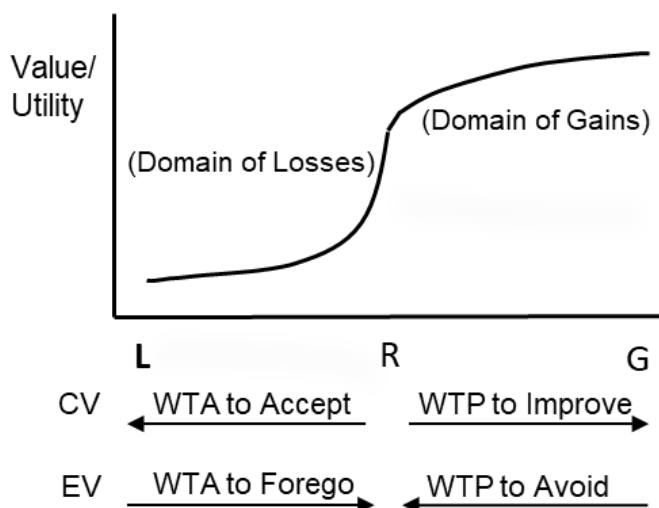 Value/
Utility
(Domain of Gains)
(Domain of Losses)
L R G
CV WTA to Accept WTP to Improve
EV WTA to Forego WTP to Avoid